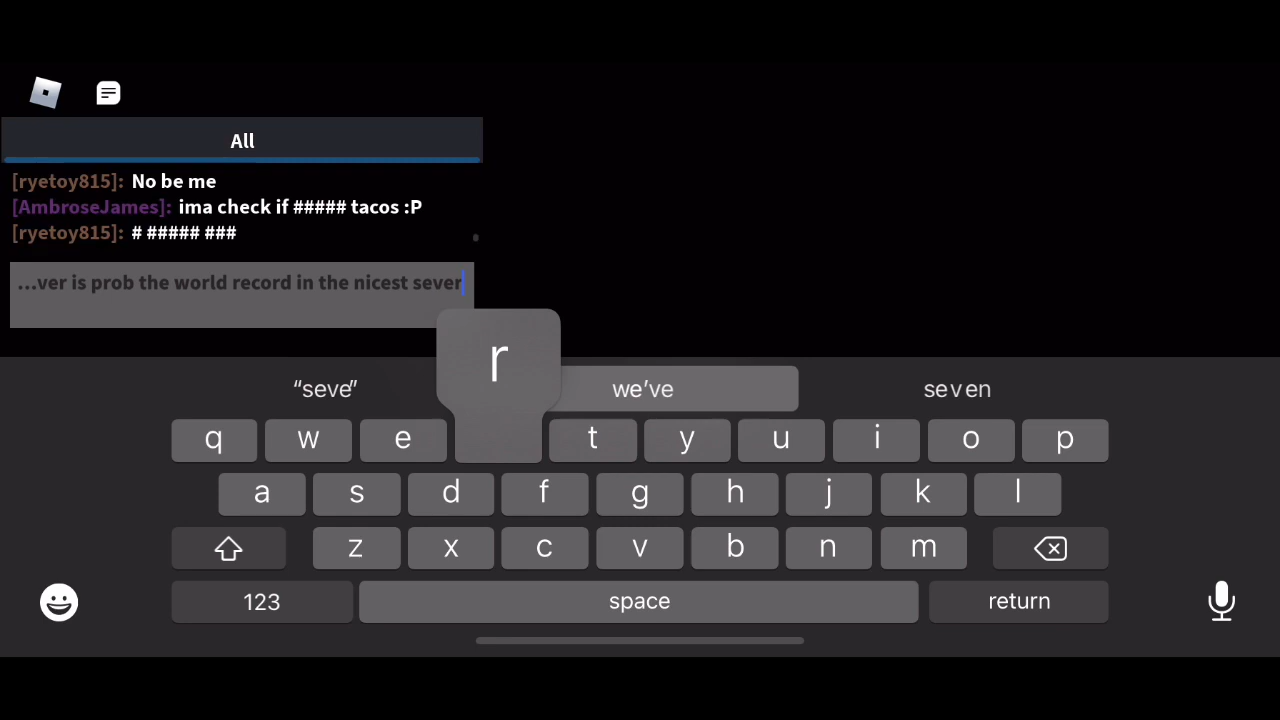 All
[ryetoy815]: No be me
[AmbroseJames]: ima check if ##### tacos :P
[ryetoy815]: # ##### ###
...ver is prob the world record in the nicest sever
r
“seve” we’ve seven
q w e t y u i o p
a s d f g h j k l
z x c v b n m
123 space return